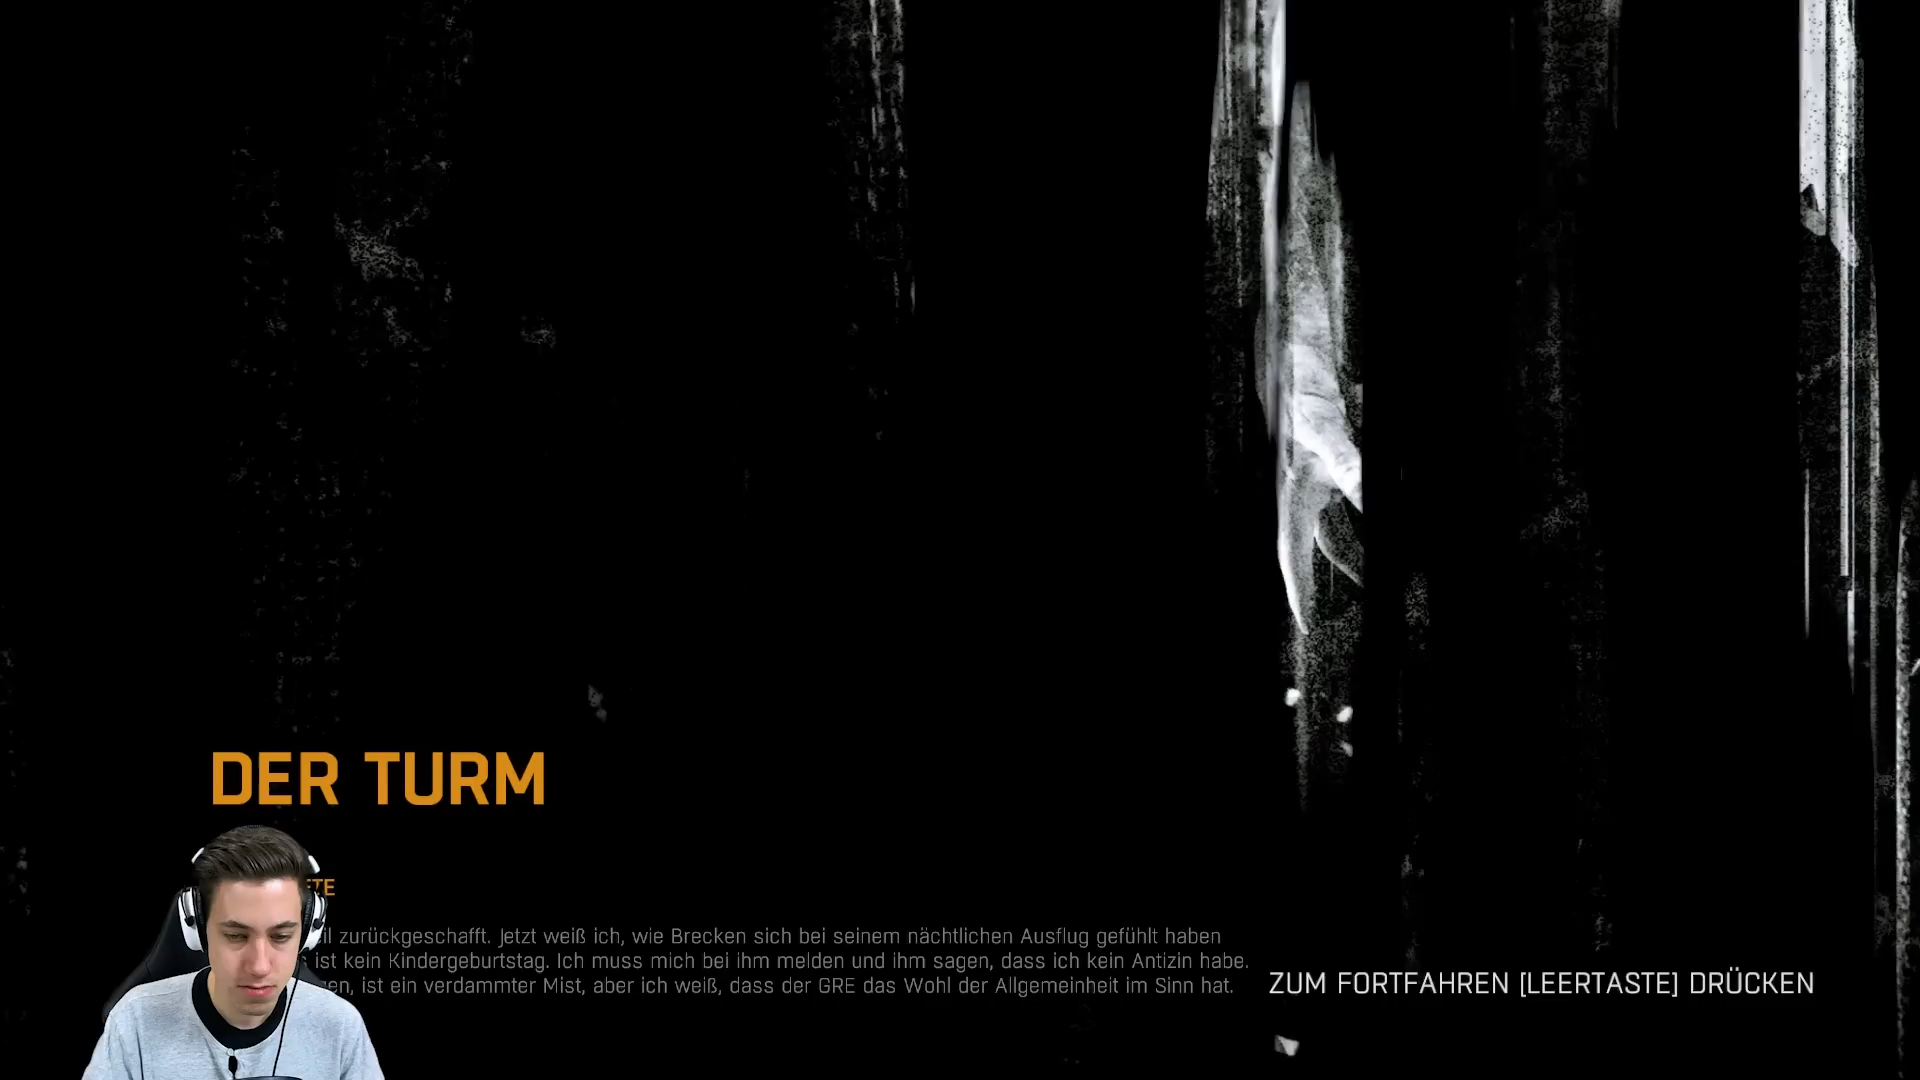 DER TURM
zurückgeschafft. Jetzt weiß ich, wie Brecken sich bei seinem nächtlichen Ausflug gefühlt haben
ist kein Kindergeburtstag. Ich muss mich bei ihm melden und ihm sagen, dass ich kein Antizin habe.
ist ein verdammter Mist, aber ich weiß, dass der GRE das Wohl der Allgemeinheit im Sinn hat.
ZUM FORTFAHREN [LEERTASTE] DRÜCKEN